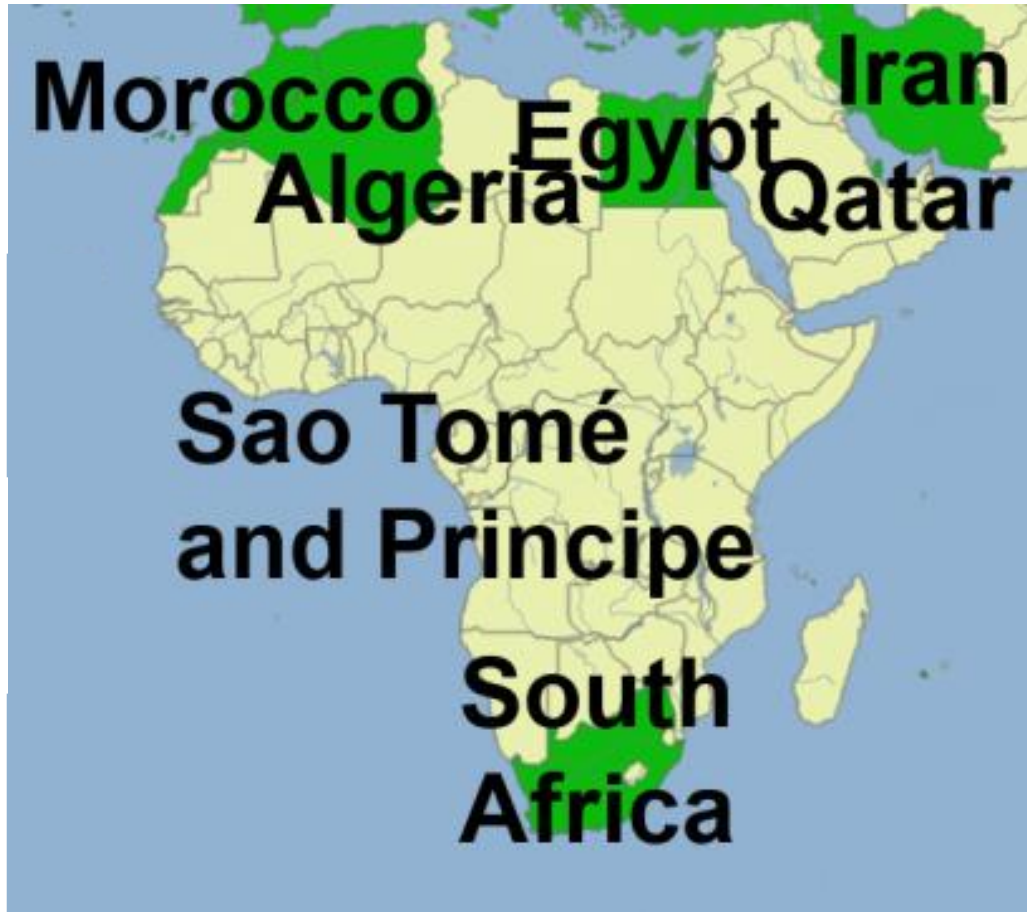 Morocco
Iran
Egypt
Algeria
Qatar
Sao Tomé
and Principe
South
Africa